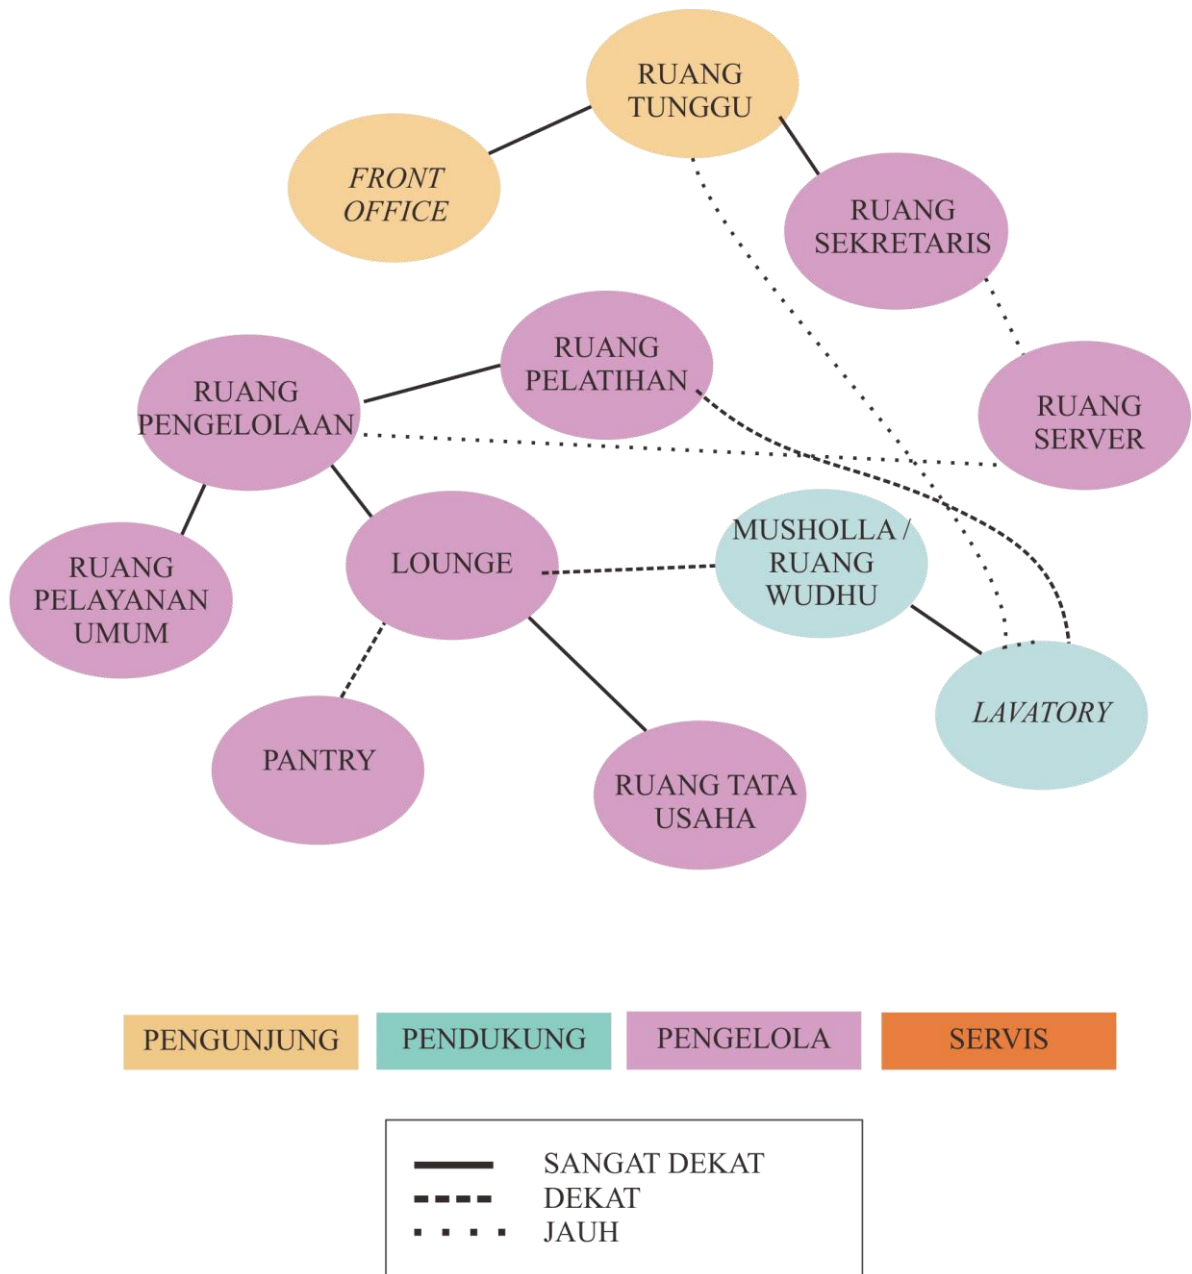 RUANG
TUNGGU
FRONT
OFFICE
RUANG
SEKRETARIS
RUANG
PELATIHAN
RUANG
PENGELOLAAN
RUANG
SERVER
MUSHOLLA /
RUANG
WUDHU
LOUNGE
RUANG
PELAYANAN
UMUM
LAVATORY
PANTRY
RUANG TATA
USAHA
PENGUNJUNG
PENDUKUNG
PENGELOLA
SERVIS
SANGAT DEKAT
DEKAT
JAUH